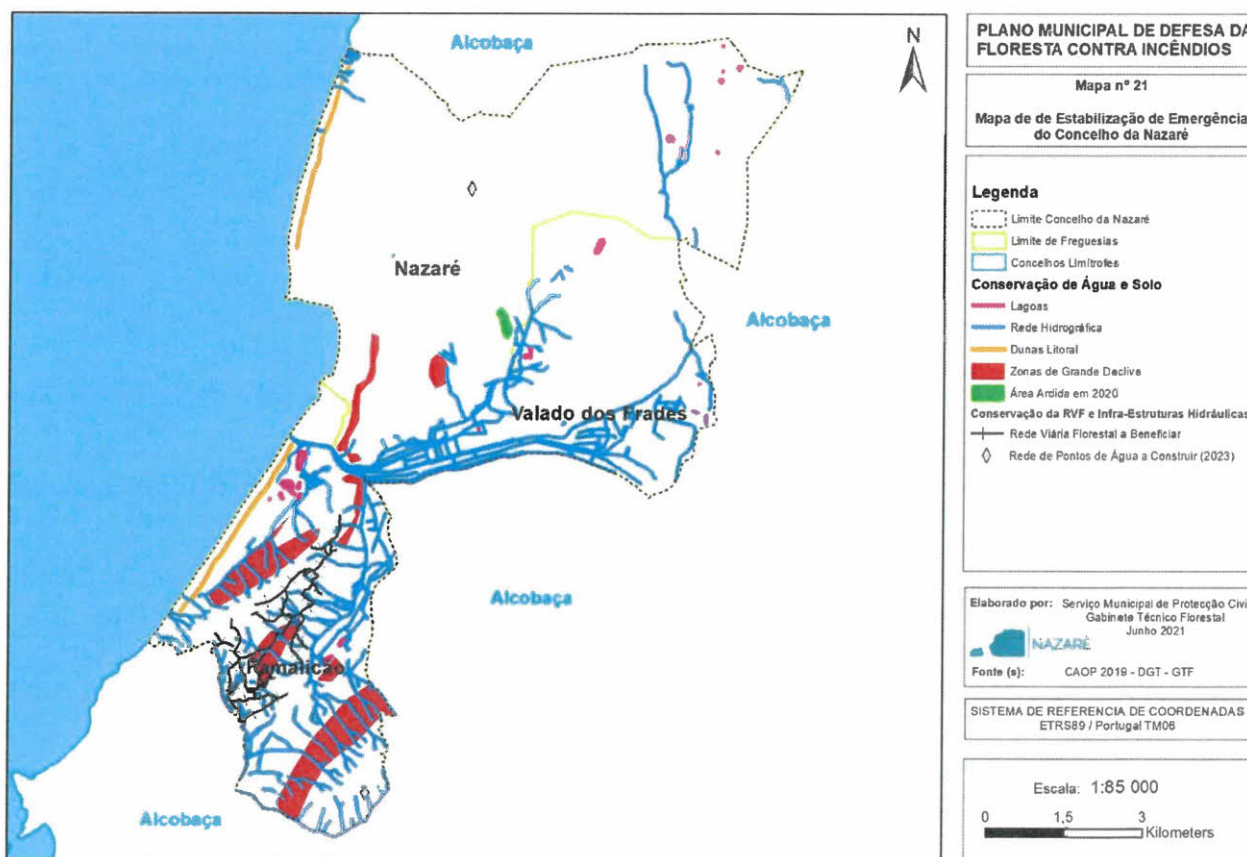 Alcobaça
N
Nazaré
Alcobaça
Valado dos Frades
Alcobaça
Famalicão
Alcobaça
PLANO MUNICIPAL DE DEFESA DA
FLORESTA CONTRA INCÊNDIOS
Mapa nº 21
Mapa de de Estabilização de Emergência
do Concelho da Nazaré
Legenda
Limite Concelho da Nazaré
Limite de Freguesias
Concelhos Limítrofes
Conservação de Água e Solo
Lagoas
Rede Hidrográfica
Dunas Litoral
Zonas de Grande Declive
Área Ardida em 2020
Conservação da RVF e Infra-Estruturas Hidráulicas
Rede Viária Florestal a Beneficiar
Rede de Pontos de Água a Construir (2023)
Elaborado por: Serviço Municipal de Protecção Civi
Gabinete Técnico Florestal
Junho 2021
NAZARÉ
Fonte (s): CAOP 2019 - DGT - GTF
SISTEMA DE REFERENCIA DE COORDENADAS
ETRS89 / Portugal TM06
Escala: 1:85 000
0 1,5 3
Kilometers